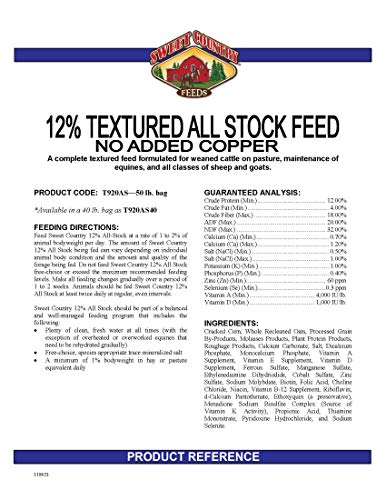 SWEET COUNTRY
FEEDS
12% TEXTURED ALL STOCK FEED
NO ADDED COPPER
A complete textured feed formulated for weaned cattle on pasture, maintenance of
equines, and all classes of sheep and goats.
PRODUCT CODE: T920AS—50 lb. bag
*Available in a 40 lb. bag as T920AS40
FEEDING DIRECTIONS:
Feed Sweet Country 12% All-Stock at a rate of 1% to 2% of
animal bodyweight per day. The amount of Sweet Country
12% All Stock being fed can vary depending on individual
animal body condition and the amount and quality of the
forage being fed. Do not feed Sweet Country 12% All Stock
free-choice or exceed the maximum recommended feeding
levels. Make all feeding changes gradually over a period of
1 to 2 weeks. Animals should be fed Sweet Country 12%
All Stock at least twice daily at regular, even intervals.
Sweet Country 12% All Stock should be part of a balanced
and well-managed feeding program that includes the
following:
• Plenty of clean, fresh water at all times (with the
exception of overheated or overworked equines that
need to be rehydrated gradually)
• Free-choice, species appropriate trace mineralized salt
• A minimum of 1% bodyweight in hay or pasture
equivalent daily
GUARANTEED ANALYSIS:
Crude Protein (Min.) 12.00%
Crude Fat (Min.) 4.00%
Crude Fiber (Max.) 18.00%
ADF (Max.) 20.00%
NDF (Max.) 32.00%
Calcium (Ca) (Min.) 0.70%
Calcium (Ca) (Max.) 1.20%
Salt (NaCl) (Min.) 0.50%
Salt (NaCl) (Max.) 1.00%
Potassium (K) (Min.) 1.00%
Phosphorus (P) (Min.) 0.40%
Zinc (Zn) (Min.) 60 ppm
Selenium (Se) (Min.) 0.3 ppm
Vitamin A (Min.) 4,000 IU/lb.
Vitamin D (Min.) 1,000 IU/lb.
INGREDIENTS:
Cracked Corn, Whole Recleaned Oats, Processed Grain
By-Products, Molasses Products, Plant Protein Products,
Roughage Products, Calcium Carbonate, Salt, Dicalcium
Phosphate, Monocalcium Phosphate, Vitamin A
Supplement, Vitamin E Supplement, Vitamin D
Supplement, Ferrous Sulfate, Manganese Sulfate,
Ethylenediamine Dihydriodide, Cobalt Sulfate, Zinc
Sulfate, Sodium Molybdate, Biotin, Folic Acid, Choline
Chloride, Niacin, Vitamin B-12 Supplement, Riboflavin,
d-Calcium Pantothenate, Ethoxyquin (a preservative),
Menadione Sodium Bisulfite Complex (Source of
Vitamin K Activity), Propionic Acid, Thiamine
Mononitrate, Pyridoxine Hydrochloride, and Sodium
Selenite.
PRODUCT REFERENCE